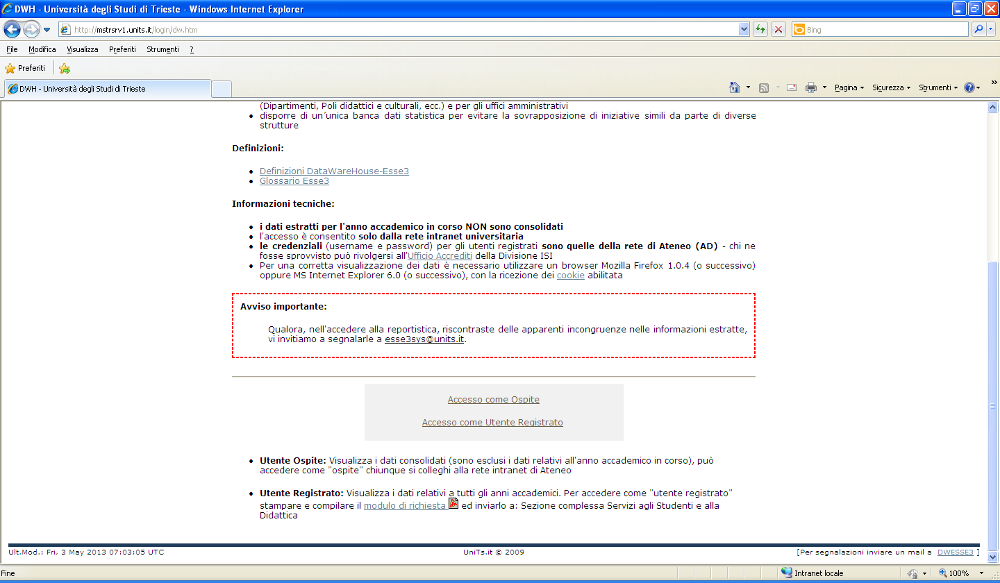 DWH - Università degli Studi di Trieste - Windows Internet Explorer
http://mstrsrv1.units.it/login/dw.htm
Bing
File Modifica Visualizza Preferiti Strumenti ?
Preferiti
DWH - Università degli Studi di Trieste
Pagina Sicurezza Strumenti
(Dipartimenti, Poli didattici e culturali, ecc.) e per gli uffici amministrativi
• disporre di un'unica banca dati statistica per evitare la sovrapposizione di iniziative simili da parte di diverse
strutture
Definizioni:
• Definizioni DataWareHouse-Esse3
• Glossario Esse3
Informazioni tecniche:
• i dati estratti per l'anno accademico in corso NON sono consolidati
• l'accesso è consentito solo dalla rete intranet universitaria
• le credenziali (username e password) per gli utenti registrati sono quelle della rete di Ateneo (AD) - chi ne
fosse sprovvisto può rivolgersi all'Ufficio Accrediti della Divisione ISI
• Per una corretta visualizzazione dei dati è necessario utilizzare un browser Mozilla Firefox 1.0.4 (o successivo)
oppure MS Internet Explorer 6.0 (o successivo), con la ricezione dei cookie abilitata
Avviso importante:
Qualora, nell'accedere alla reportistica, riscontraste delle apparenti incongruenze nelle informazioni estratte,
vi invitiamo a segnalarle a esse3sys@units.it.
Accesso come Ospite
Accesso come Utente Registrato
• Utente Ospite: Visualizza i dati consolidati (sono esclusi i dati relativi all'anno accademico in corso), può
accedere come "ospite" chiunque si colleghi alla rete intranet di Ateneo
• Utente Registrato: Visualizza i dati relativi a tutti gli anni accademici. Per accedere come "utente registrato"
stampare e compilare il modulo di richiesta ed inviarlo a: Sezione complessa Servizi agli Studenti e alla
Didattica
Ult.Mod.: Fri, 3 May 2013 07:03:05 UTC UniTs.it © 2009 [Per segnalazioni inviare un mail a DWESSE3 ]
Fine Intranet locale 100%